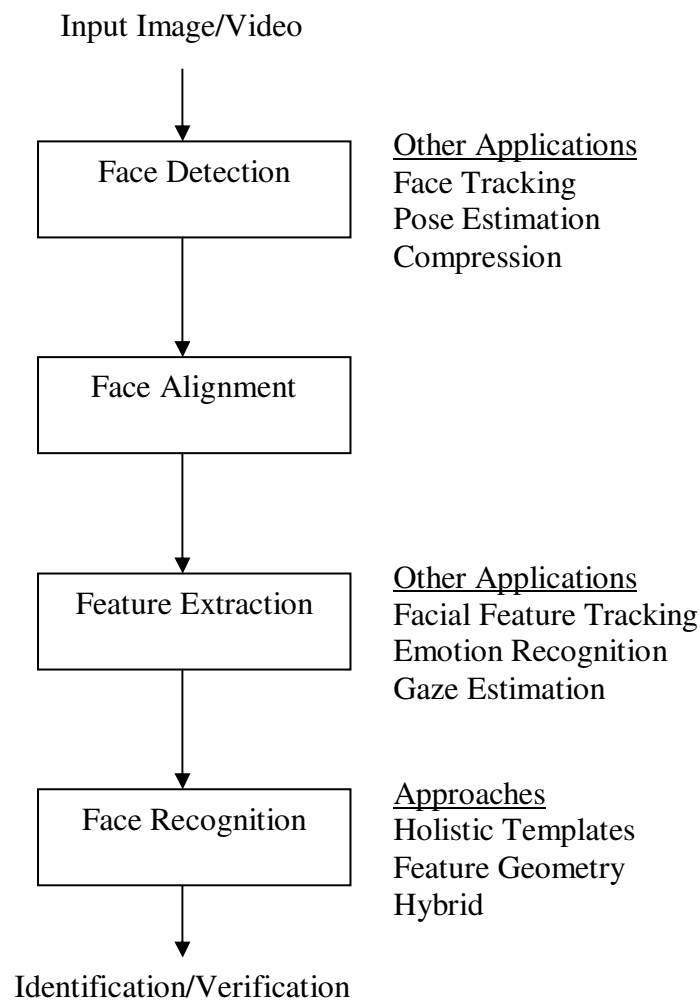 Input Image/Video
Face Detection
Other Applications
Face Tracking
Pose Estimation
Compression
Face Alignment
Feature Extraction
Other Applications
Facial Feature Tracking
Emotion Recognition
Gaze Estimation
Face Recognition
Approaches
Holistic Templates
Feature Geometry
Hybrid
Identification/Verification